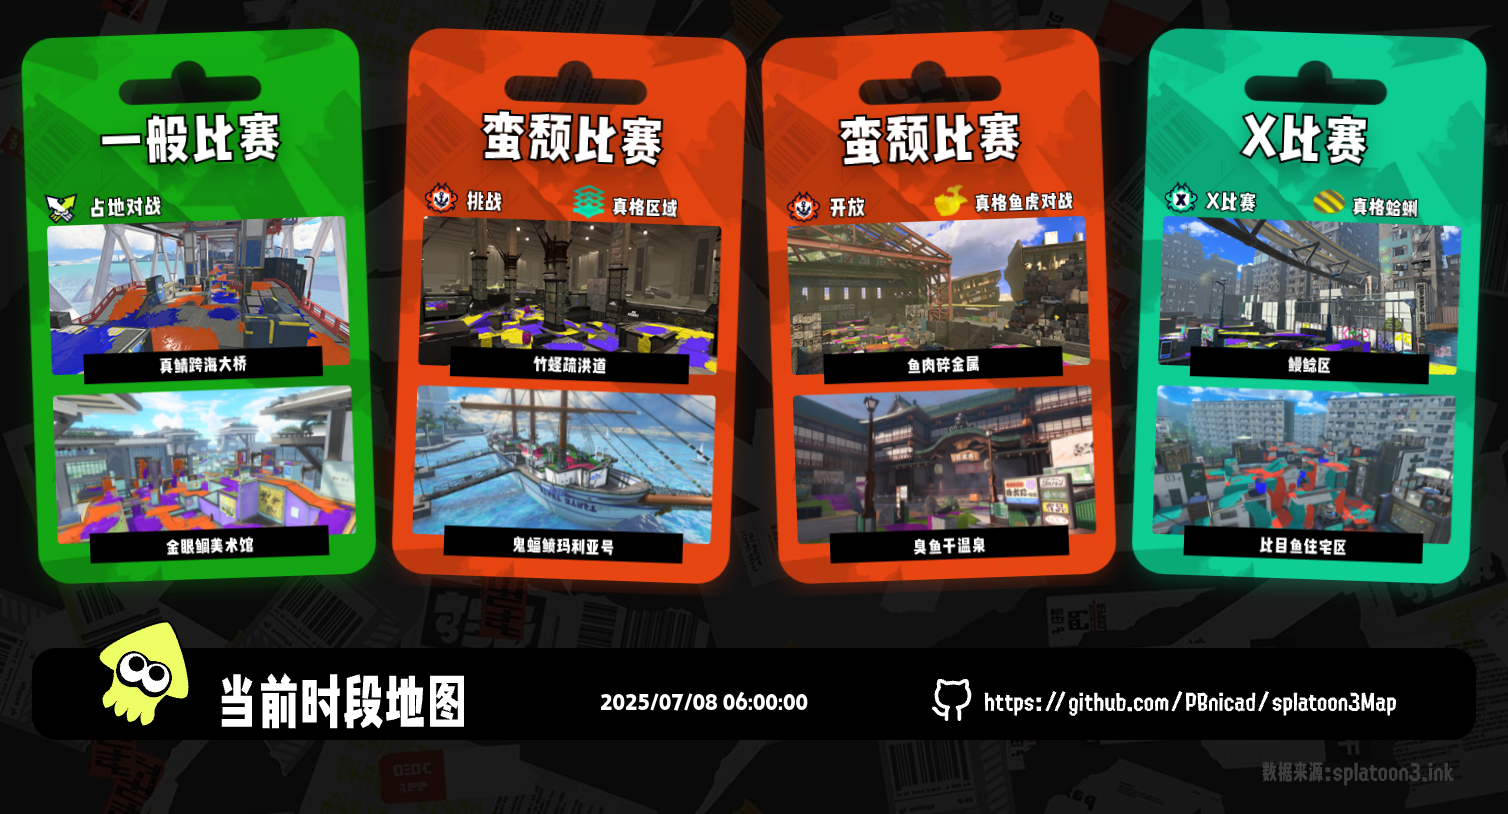 一般比赛
占地对战
真鲭跨海大桥
金眼鲷美术馆
蛮颓比赛
挑战
真格区域
竹蛏疏洪道
鬼蝠鲼玛利亚号
蛮颓比赛
开放
真格鱼虎对战
鱼肉碎金属
臭鱼干温泉
X比赛
X比赛
真格蛤蜊
鳗鲶区
比目鱼住宅区
当前时段地图
2025/07/08 06:00:00
https://github.com/PBnicad/splatoon3Map
数据来源:splatoon3.ink